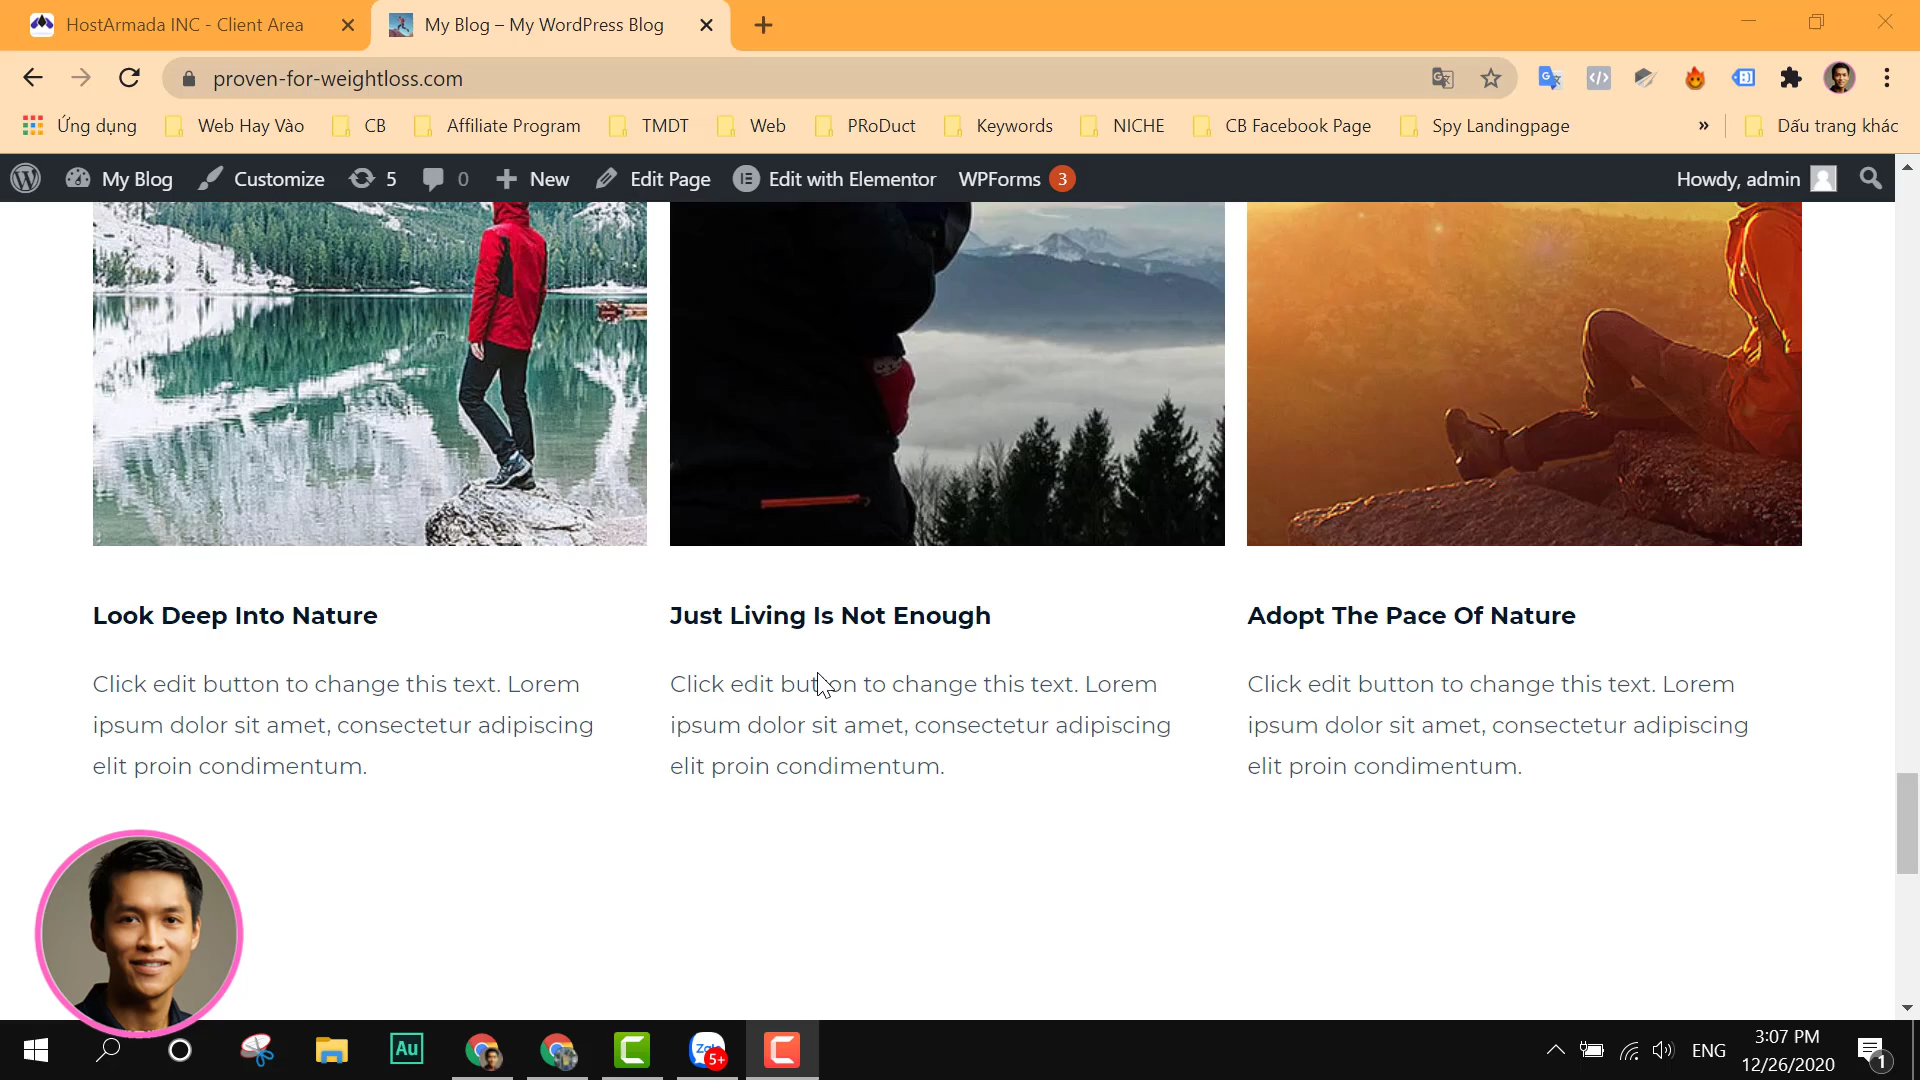 HostArmada INC - Client Area
My Blog – My WordPress Blog
proven-for-weightloss.com
Ứng dụng
Web Hay Vào
CB
Affiliate Program
TMDT
Web
PRoDuct
Keywords
NICHE
CB Facebook Page
Spy Landingpage
»
Dấu trang khác
My Blog
Customize
5
0
New
Edit Page
Edit with Elementor
WPForms 3
Howdy, admin
Look Deep Into Nature
Click edit button to change this text. Lorem
ipsum dolor sit amet, consectetur adipiscing
elit proin condimentum.
Just Living Is Not Enough
Click edit button to change this text. Lorem
ipsum dolor sit amet, consectetur adipiscing
elit proin condimentum.
Adopt The Pace Of Nature
Click edit button to change this text. Lorem
ipsum dolor sit amet, consectetur adipiscing
elit proin condimentum.
Au
Zalo
5+
ENG
3:07 PM
12/26/2020
1